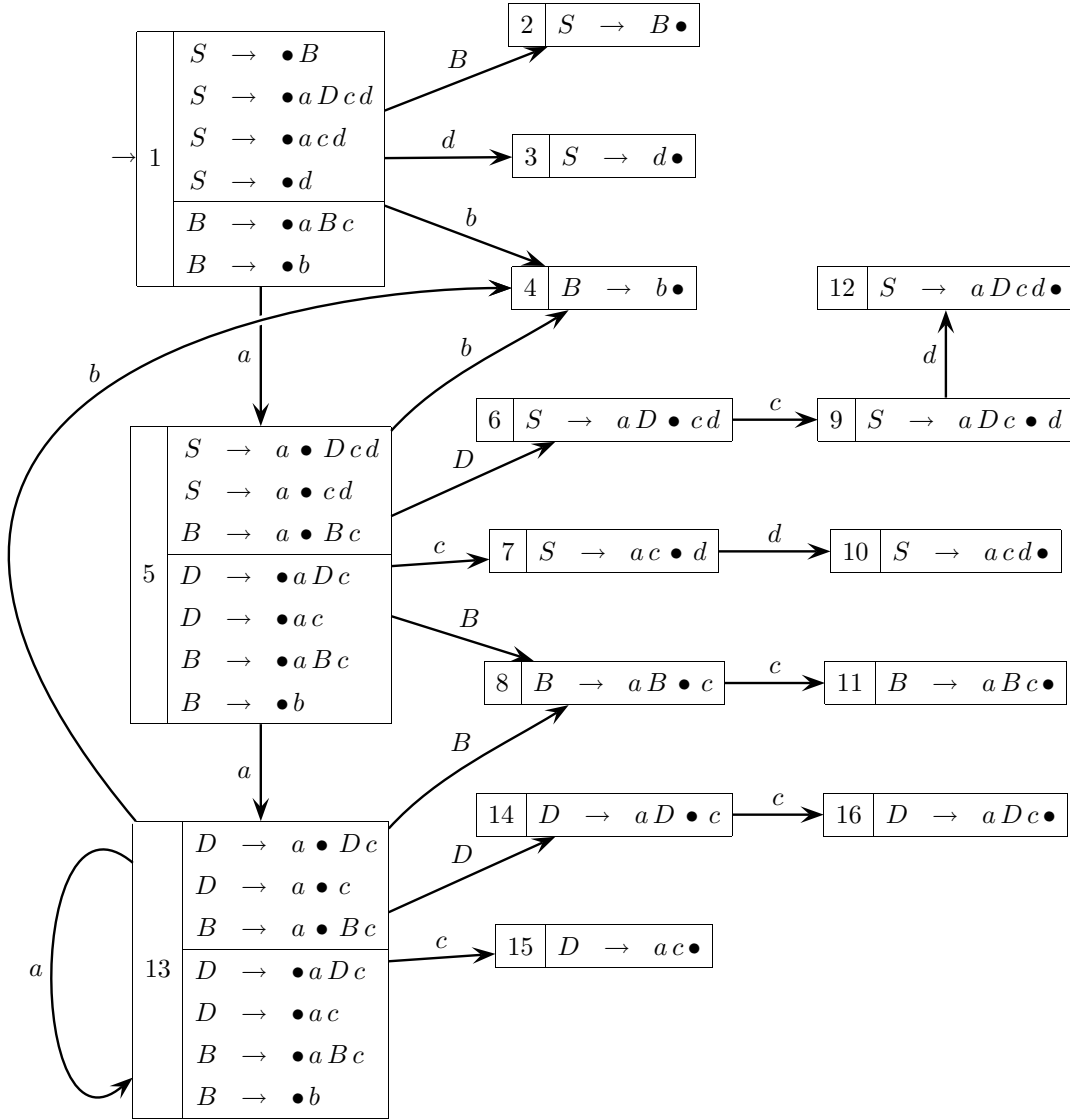 2 S → B •
B
→ 1
S → • B
S → • a D c d
S → • a c d
S → • d
B → • a B c
B → • b
d
3 S → d •
b
4 B → b •
12 S → a D c d •
a
b
b
d
5
S → a • D c d
S → a • c d
B → a • B c
D → • a D c
D → • a c
B → • a B c
B → • b
6 S → a D • c d
c
9 S → a D c • d
D
c
7 S → a c • d
d
10 S → a c d •
B
8 B → a B • c
c
11 B → a B c •
a
B
14 D → a D • c
c
16 D → a D c •
D
13
D → a • D c
D → a • c
B → a • B c
D → • a D c
D → • a c
B → • a B c
B → • b
c
15 D → a c •
a